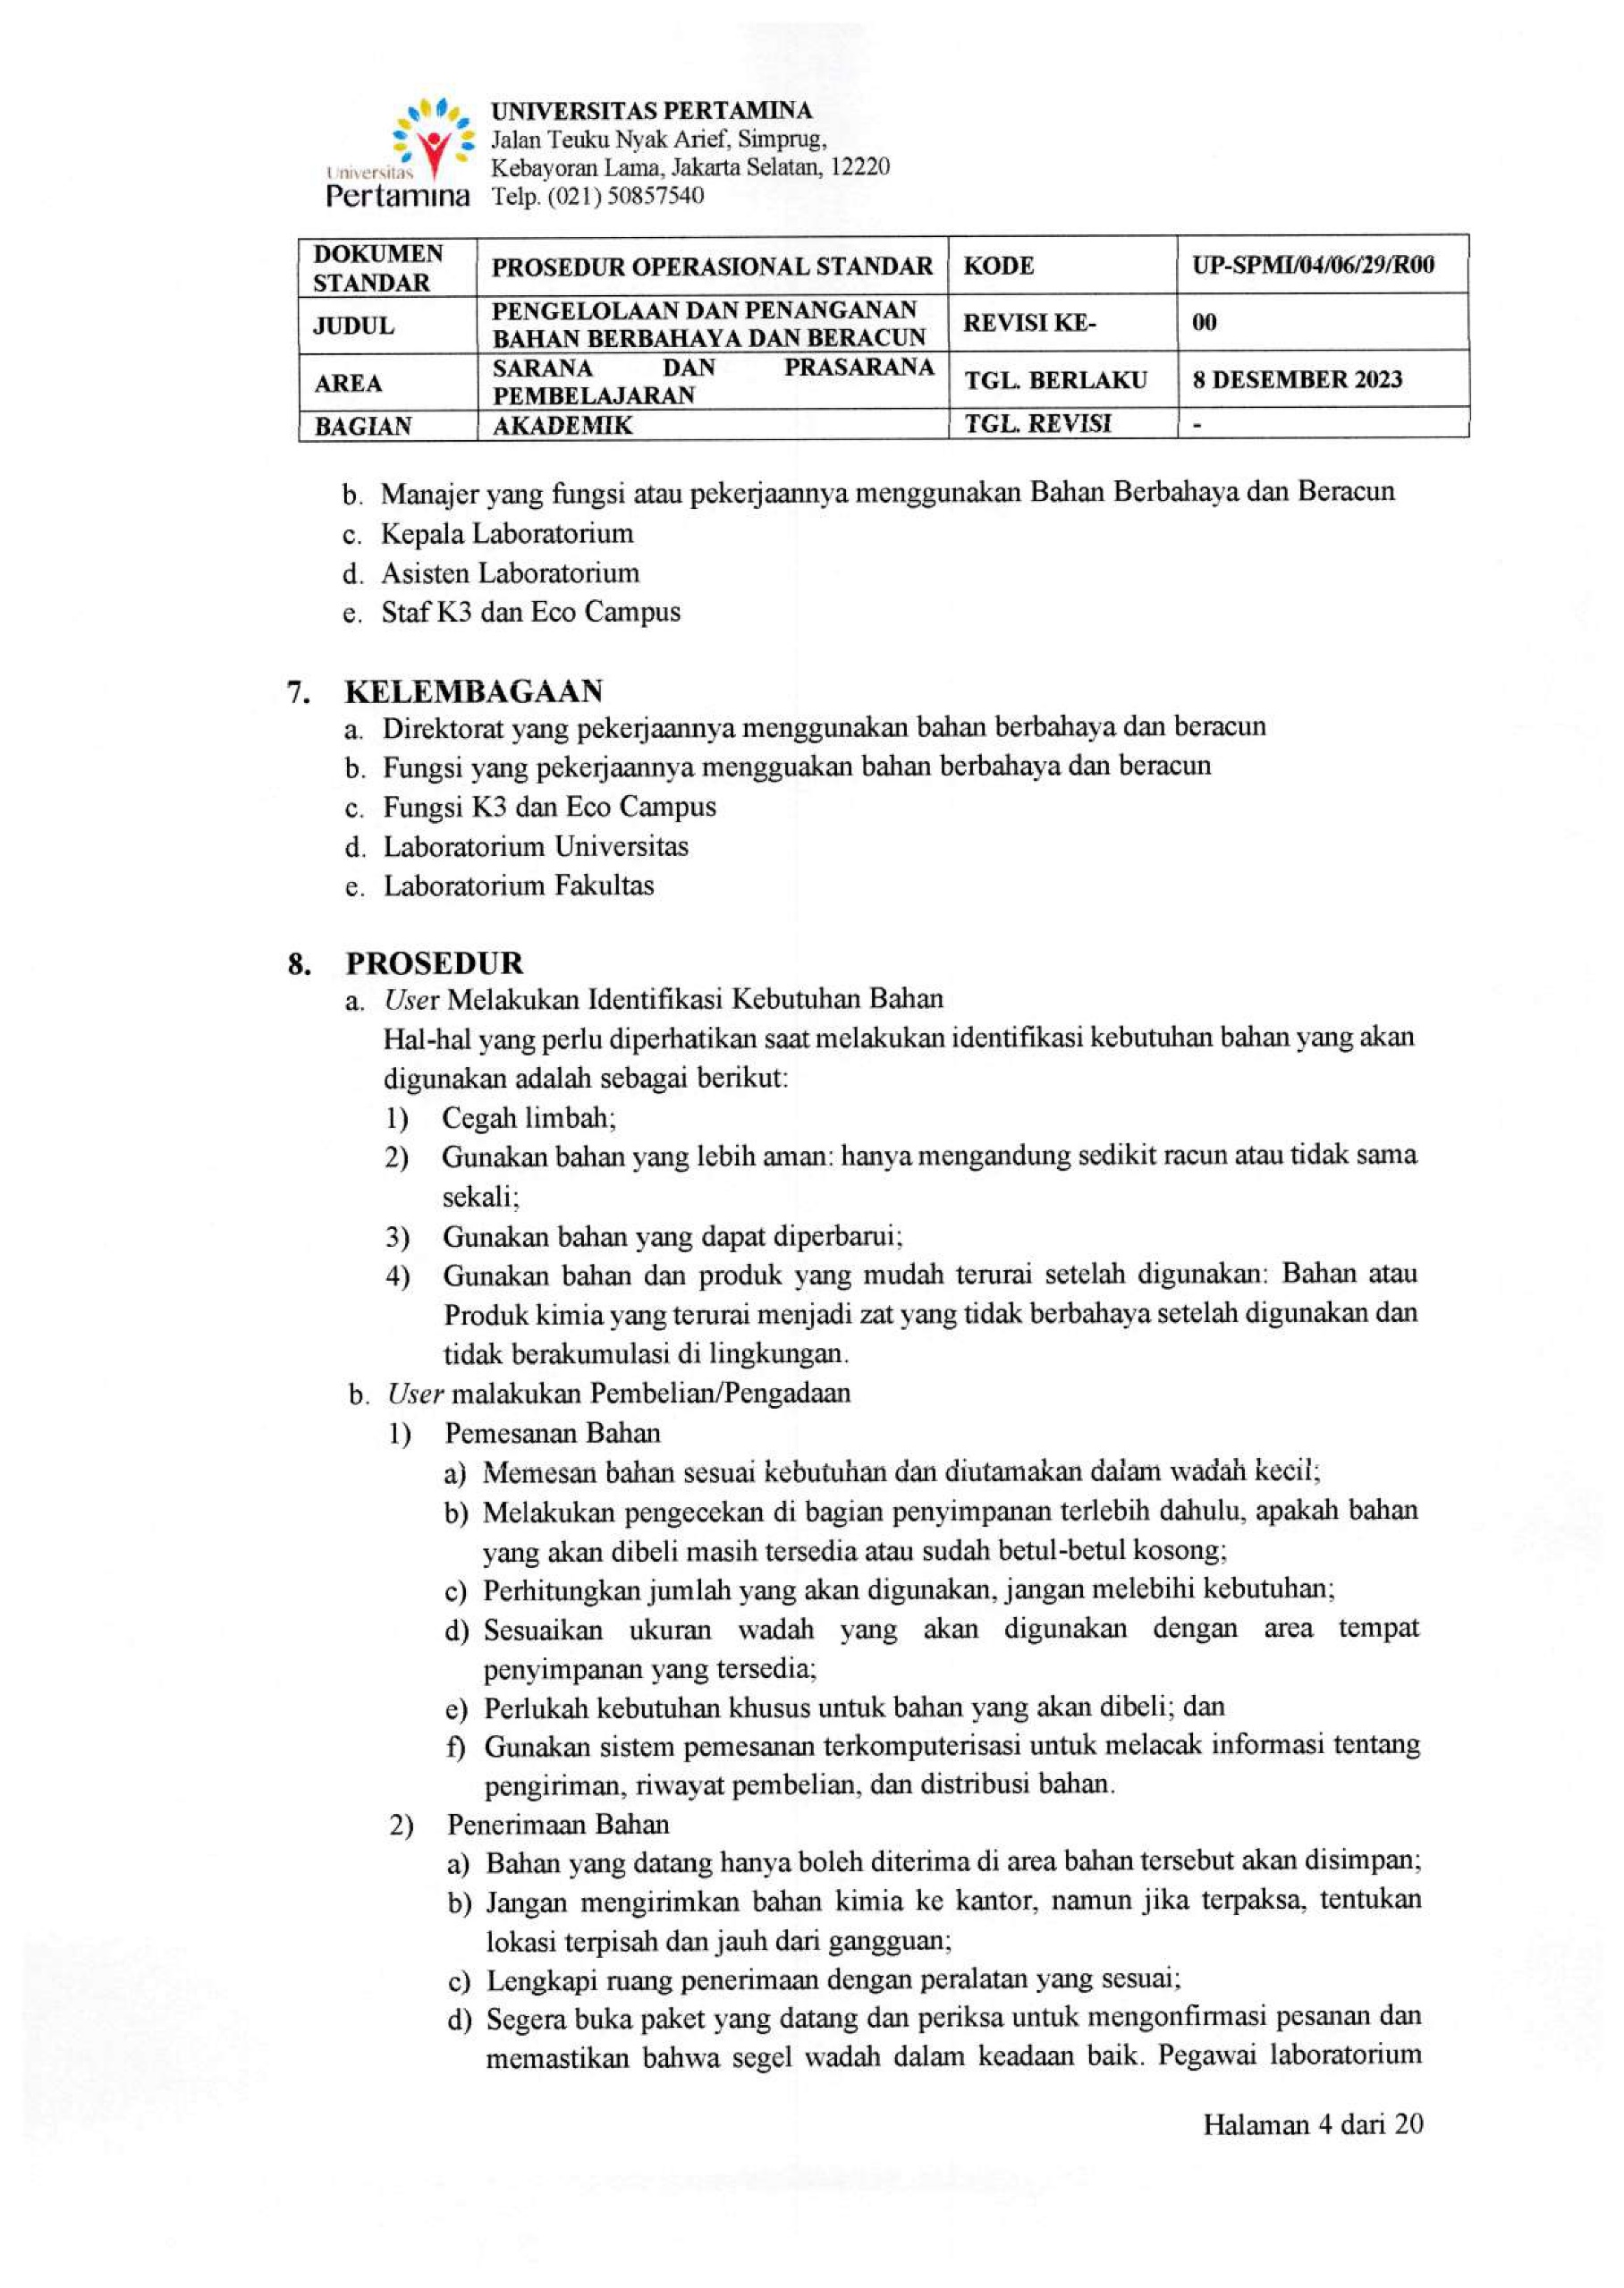 Universitas
Pertamina
UNIVERSITAS PERTAMINA
Jalan Teuku Nyak Arief, Simprug,
Kebayoran Lama, Jakarta Selatan, 12220
Telp. (021) 50857540
DOKUMEN STANDAR PROSEDUR OPERASIONAL STANDAR KODE UP-SPMI/04/06/29/R00
JUDUL PENGELOLAAN DAN PENANGANAN BAHAN BERBAHAYA DAN BERACUN REVISI KE- 00
AREA SARANA DAN PRASARANA PEMBELAJARAN TGL. BERLAKU 8 DESEMBER 2023
BAGIAN AKADEMIK TGL. REVISI -
b. Manajer yang fungsi atau pekerjaannya menggunakan Bahan Berbahaya dan Beracun
c. Kepala Laboratorium
d. Asisten Laboratorium
e. Staf K3 dan Eco Campus
7. KELEMBAGAAN
a. Direktorat yang pekerjaannya menggunakan bahan berbahaya dan beracun
b. Fungsi yang pekerjaannya mengguakan bahan berbahaya dan beracun
c. Fungsi K3 dan Eco Campus
d. Laboratorium Universitas
e. Laboratorium Fakultas
8. PROSEDUR
a. User Melakukan Identifikasi Kebutuhan Bahan
Hal-hal yang perlu diperhatikan saat melakukan identifikasi kebutuhan bahan yang akan
digunakan adalah sebagai berikut:
1) Cegah limbah;
2) Gunakan bahan yang lebih aman: hanya mengandung sedikit racun atau tidak sama
sekali;
3) Gunakan bahan yang dapat diperbarui;
4) Gunakan bahan dan produk yang mudah terurai setelah digunakan: Bahan atau
Produk kimia yang terurai menjadi zat yang tidak berbahaya setelah digunakan dan
tidak berakumulasi di lingkungan.
b. User malakukan Pembelian/Pengadaan
1) Pemesanan Bahan
a) Memesan bahan sesuai kebutuhan dan diutamakan dalam wadah kecil;
b) Melakukan pengecekan di bagian penyimpanan terlebih dahulu, apakah bahan
yang akan dibeli masih tersedia atau sudah betul-betul kosong;
c) Perhitungkan jumlah yang akan digunakan, jangan melebihi kebutuhan;
d) Sesuaikan ukuran wadah yang akan digunakan dengan area tempat
penyimpanan yang tersedia;
e) Perlukah kebutuhan khusus untuk bahan yang akan dibeli; dan
f) Gunakan sistem pemesanan terkomputerisasi untuk melacak informasi tentang
pengiriman, riwayat pembelian, dan distribusi bahan.
2) Penerimaan Bahan
a) Bahan yang datang hanya boleh diterima di area bahan tersebut akan disimpan;
b) Jangan mengirimkan bahan kimia ke kantor, namun jika terpaksa, tentukan
lokasi terpisah dan jauh dari gangguan;
c) Lengkapi ruang penerimaan dengan peralatan yang sesuai;
d) Segera buka paket yang datang dan periksa untuk mengonfirmasi pesanan dan
memastikan bahwa segel wadah dalam keadaan baik. Pegawai laboratorium
Halaman 4 dari 20